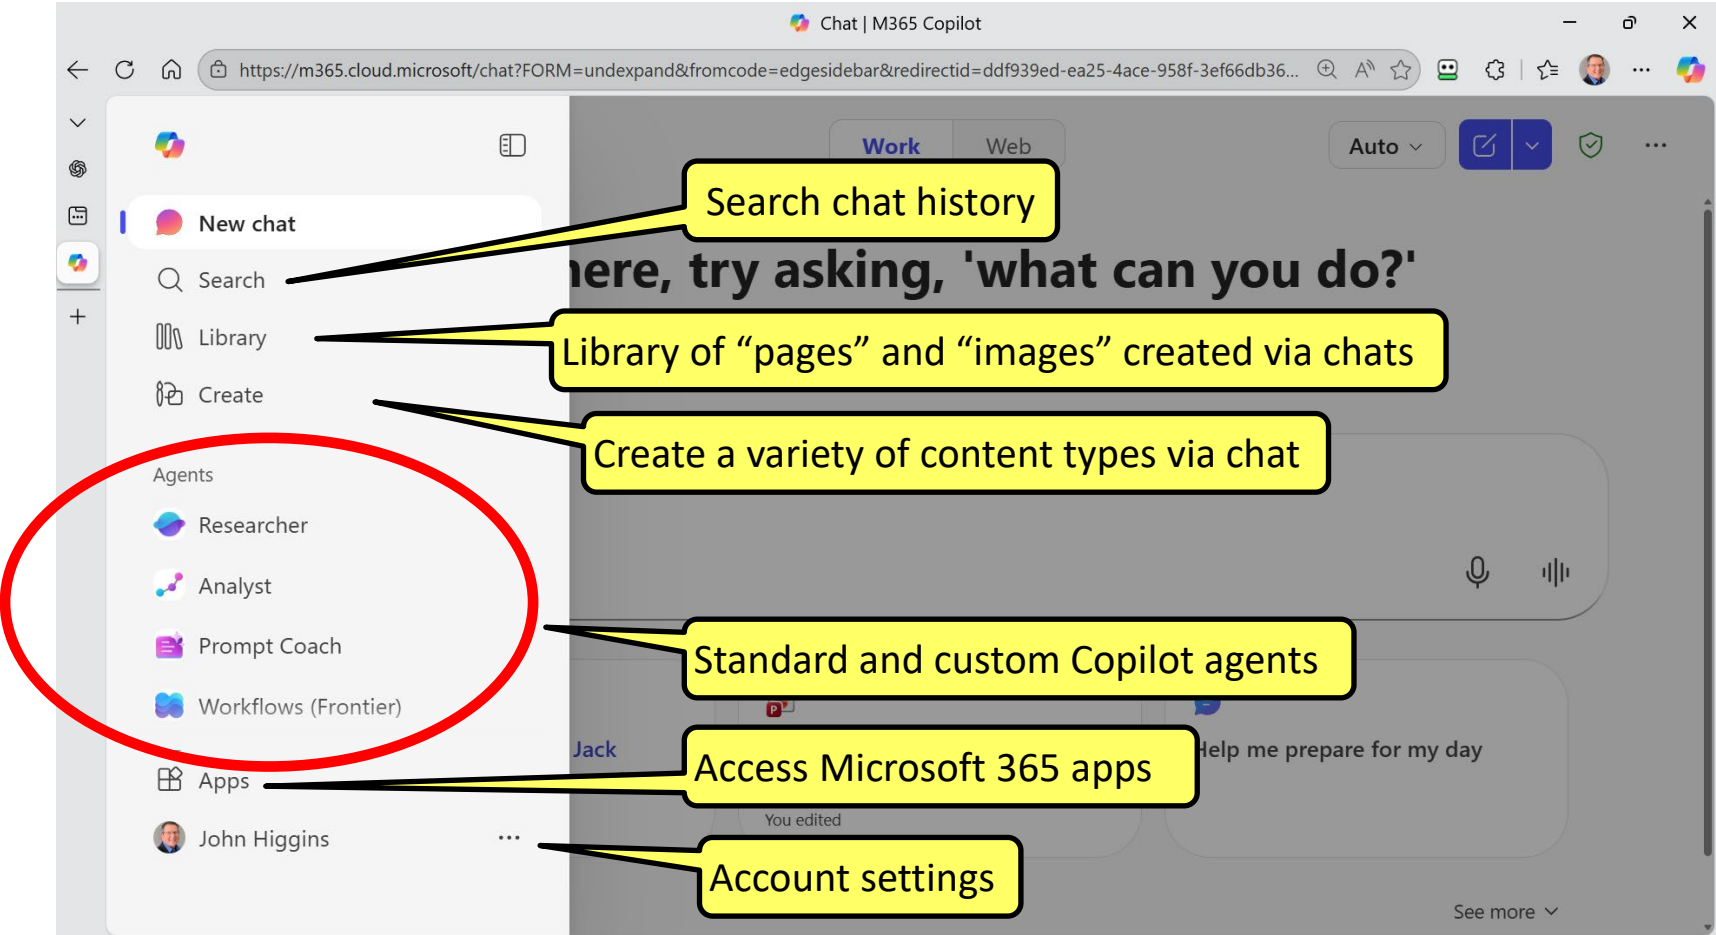 Chat | M365 Copilot
https://m365.cloud.microsoft/chat?FORM=undexpand&fromcode=edgesidebar&redirectid=ddf939ed-ea25-4ace-958f-3ef66db36...
Work
Web
Auto
New chat
Search
Library
Create
Agents
Researcher
Analyst
Prompt Coach
Workflows (Frontier)
Apps
John Higgins
Search chat history
here, try asking, 'what can you do?'
Library of “pages” and “images” created via chats
Create a variety of content types via chat
Standard and custom Copilot agents
Jack
Help me prepare for my day
Access Microsoft 365 apps
You edited
Account settings
See more